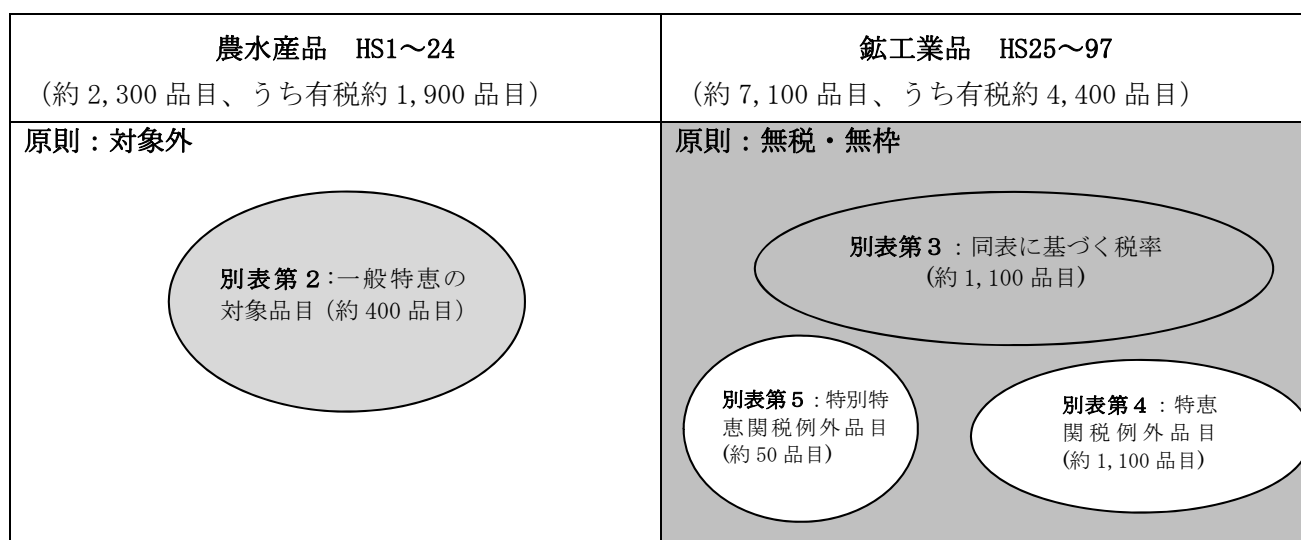 農水産品 HS1～24
(約 2,300 品目、うち有税約 1,900 品目)
鉱工業品 HS25～97
(約 7,100 品目、うち有税約 4,400 品目)
原則：対象外
別表第２：一般特恵の
対象品目（約 400 品目）
原則：無税・無枠
別表第３：同表に基づく税率
(約 1,100 品目)
別表第５：特別特
恵関税例外品目
(約 50 品目)
別表第４：特恵
関税例外品目
(約 1,100 品目)